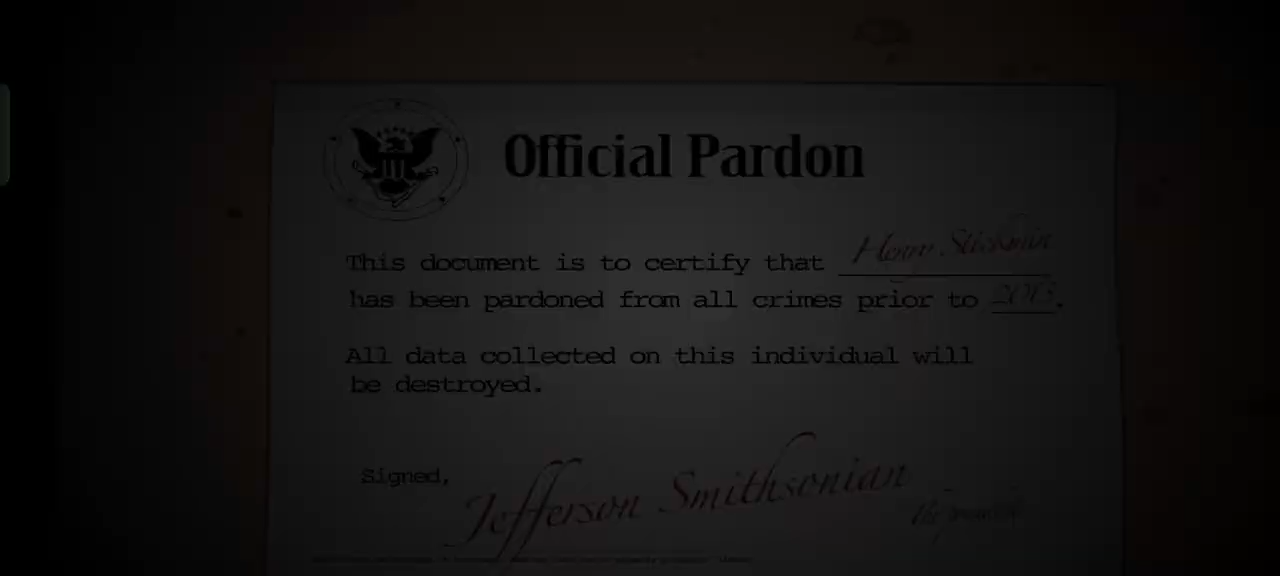 Official Pardon
This document is to certify that Henry Stickmin
has been pardoned from all crimes prior to 2013.
All data collected on this individual will
be destroyed.
Signed,
Jefferson Smithsonian